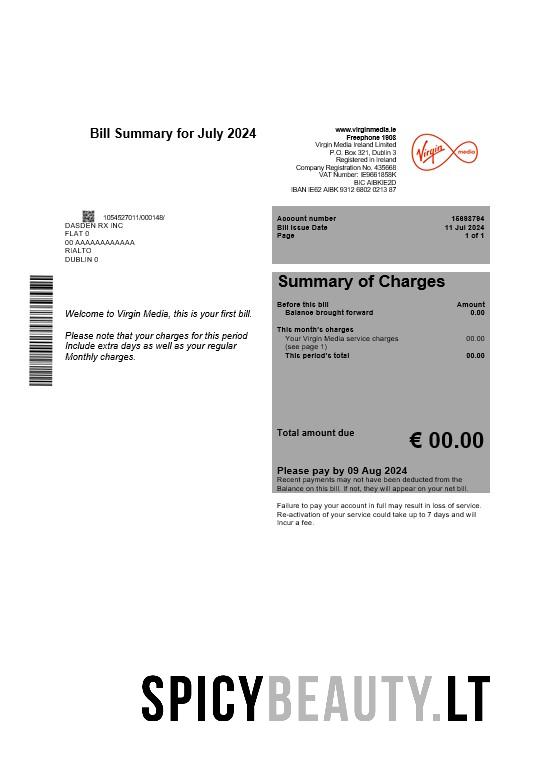 Bill Summary for July 2024
www.virginmedia.ie
Freephone 1908
Virgin Media Ireland Limited
P.O. Box 321, Dublin 3
Registered in Ireland
Company Registration No. 435668
VAT Number: IE9661858K
BIC AIBKIE2D
IBAN IE62 AIBK 9312 6802 0213 87
Virgin media
1054527011/000148/
DASDEN RX INC
FLAT 0
00 AAAAAAAAAAAA
RIALTO
DUBLIN 0
Account number 15893794
Bill Issue Date 11 Jul 2024
Page 1 of 1
Welcome to Virgin Media, this is your first bill.
Please note that your charges for this period
Include extra days as well as your regular
Monthly charges.
Summary of Charges
Before this bill Amount
Balance brought forward 0.00
This month's charges
Your Virgin Media service charges 00.00
(see page 1)
This period's total 00.00
Total amount due € 00.00
Please pay by 09 Aug 2024
Recent payments may not have been deducted from the
Balance on this bill. If not, they will appear on your net bill.
Failure to pay your account in full may result in loss of service.
Re-activation of your service could take up to 7 days and will
Incur a fee.
SPICYBEAUTY.LT